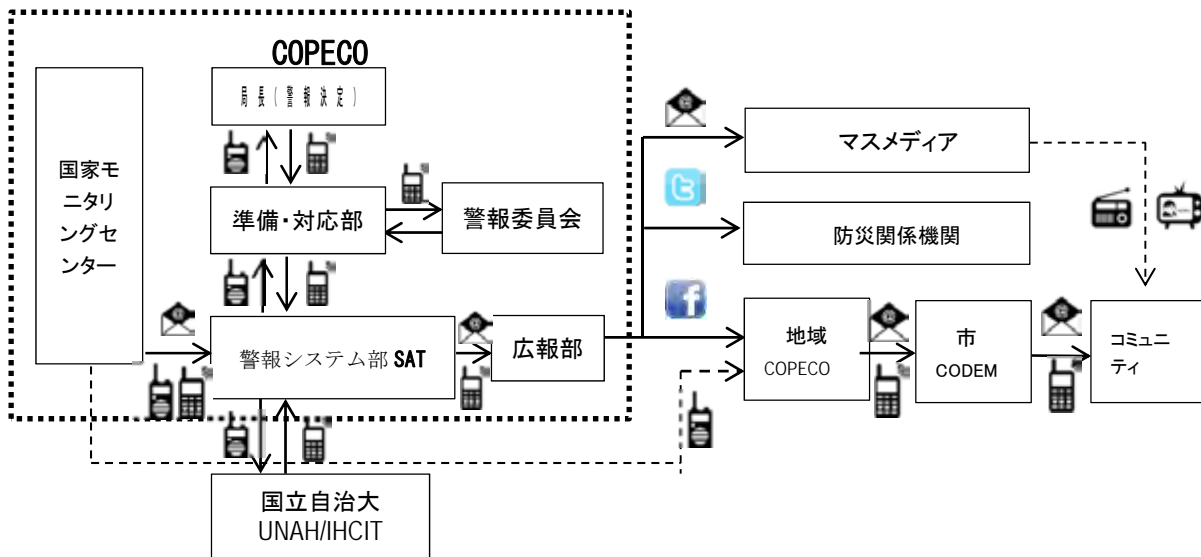 COPECO
局長(警報決定)
国家モ
ニタリ
ングセ
ンター
準備・対応部
警報委員会
警報システム部 SAT
広報部
国立自治大
UNAH/IHCIT
マスメディア
防災関係機関
地域
COPECO
市
CODEM
コミュニ
ティ